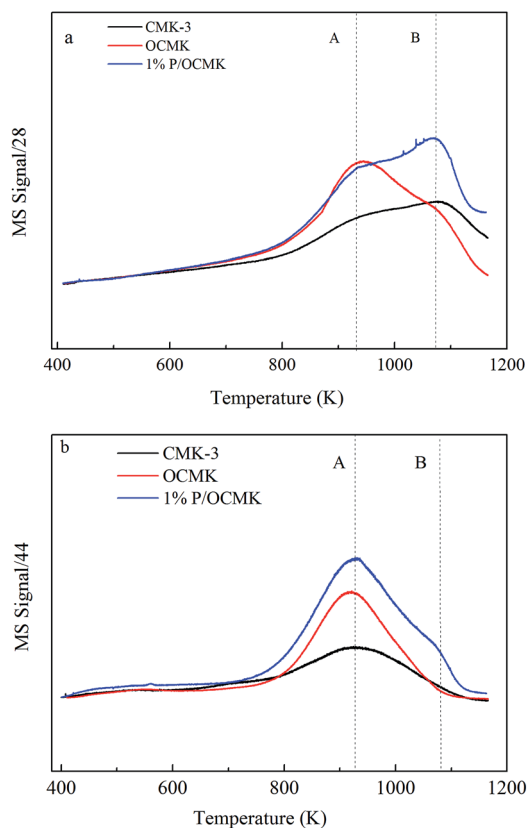 a
CMK-3
OCMK
1% P/OCMK
A
B
MS Signal/28
400
600
800
1000
1200
Temperature (K)
b
CMK-3
OCMK
1% P/OCMK
A
B
MS Signal/44
400
600
800
1000
1200
Temperature (K)